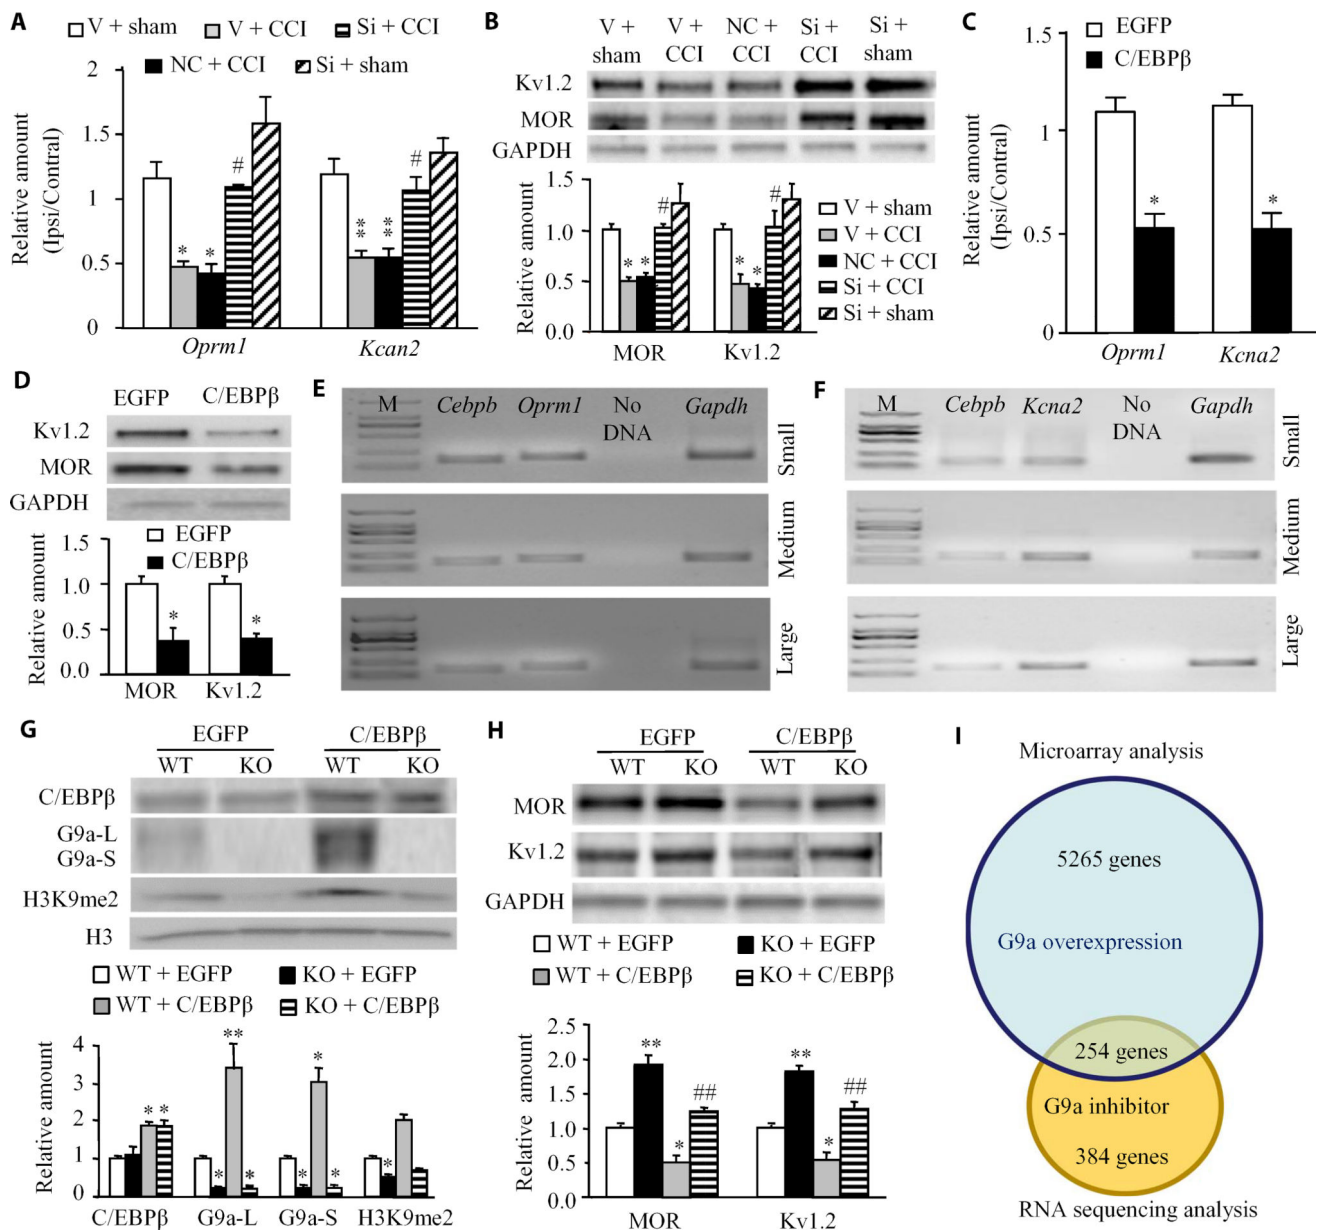 A
V + sham V + CCI Si + CCI
NC + CCI Si + sham
Relative amount
(Ipsi/Contral)
2
1.5
1
0.5
0
* * #
** ** #
Oprm1 Kcan2
B
V + sham V + CCI NC + CCI Si + CCI Si + sham
Kv1.2
MOR
GAPDH
Relative amount
1.5
1.0
0.5
0.0
* * #
* * #
MOR Kv1.2
V + sham
V + CCI
NC + CCI
Si + CCI
Si + sham
C
EGFP
C/EBPβ
Relative amount
(Ipsi/Contral)
1
0.5
0
* *
Oprm1 Kcna2
D
EGFP C/EBPβ
Kv1.2
MOR
GAPDH
EGFP
C/EBPβ
Relative amount
1.5
1.0
0.5
0.0
* *
MOR Kv1.2
E
M Cebpb Oprm1 No DNA Gapdh
Small
Medium
Large
F
M Cebpb Kcna2 No DNA Gapdh
Small
Medium
Large
G
EGFP C/EBPβ
WT KO WT KO
C/EBPβ
G9a-L
G9a-S
H3K9me2
H3
WT + EGFP KO + EGFP
WT + C/EBPβ KO + C/EBPβ
Relative amount
4
3
2
1
0
* * * ** * * * * *
C/EBPβ G9a-L G9a-S H3K9me2
H
EGFP C/EBPβ
WT KO WT KO
MOR
Kv1.2
GAPDH
WT + EGFP KO + EGFP
WT + C/EBPβ KO + C/EBPβ
Relative amount
2.5
2.0
1.5
1.0
0.5
0.0
** * ## ** * ##
MOR Kv1.2
I
Microarray analysis
5265 genes
G9a overexpression
254 genes
G9a inhibitor
384 genes
RNA sequencing analysis